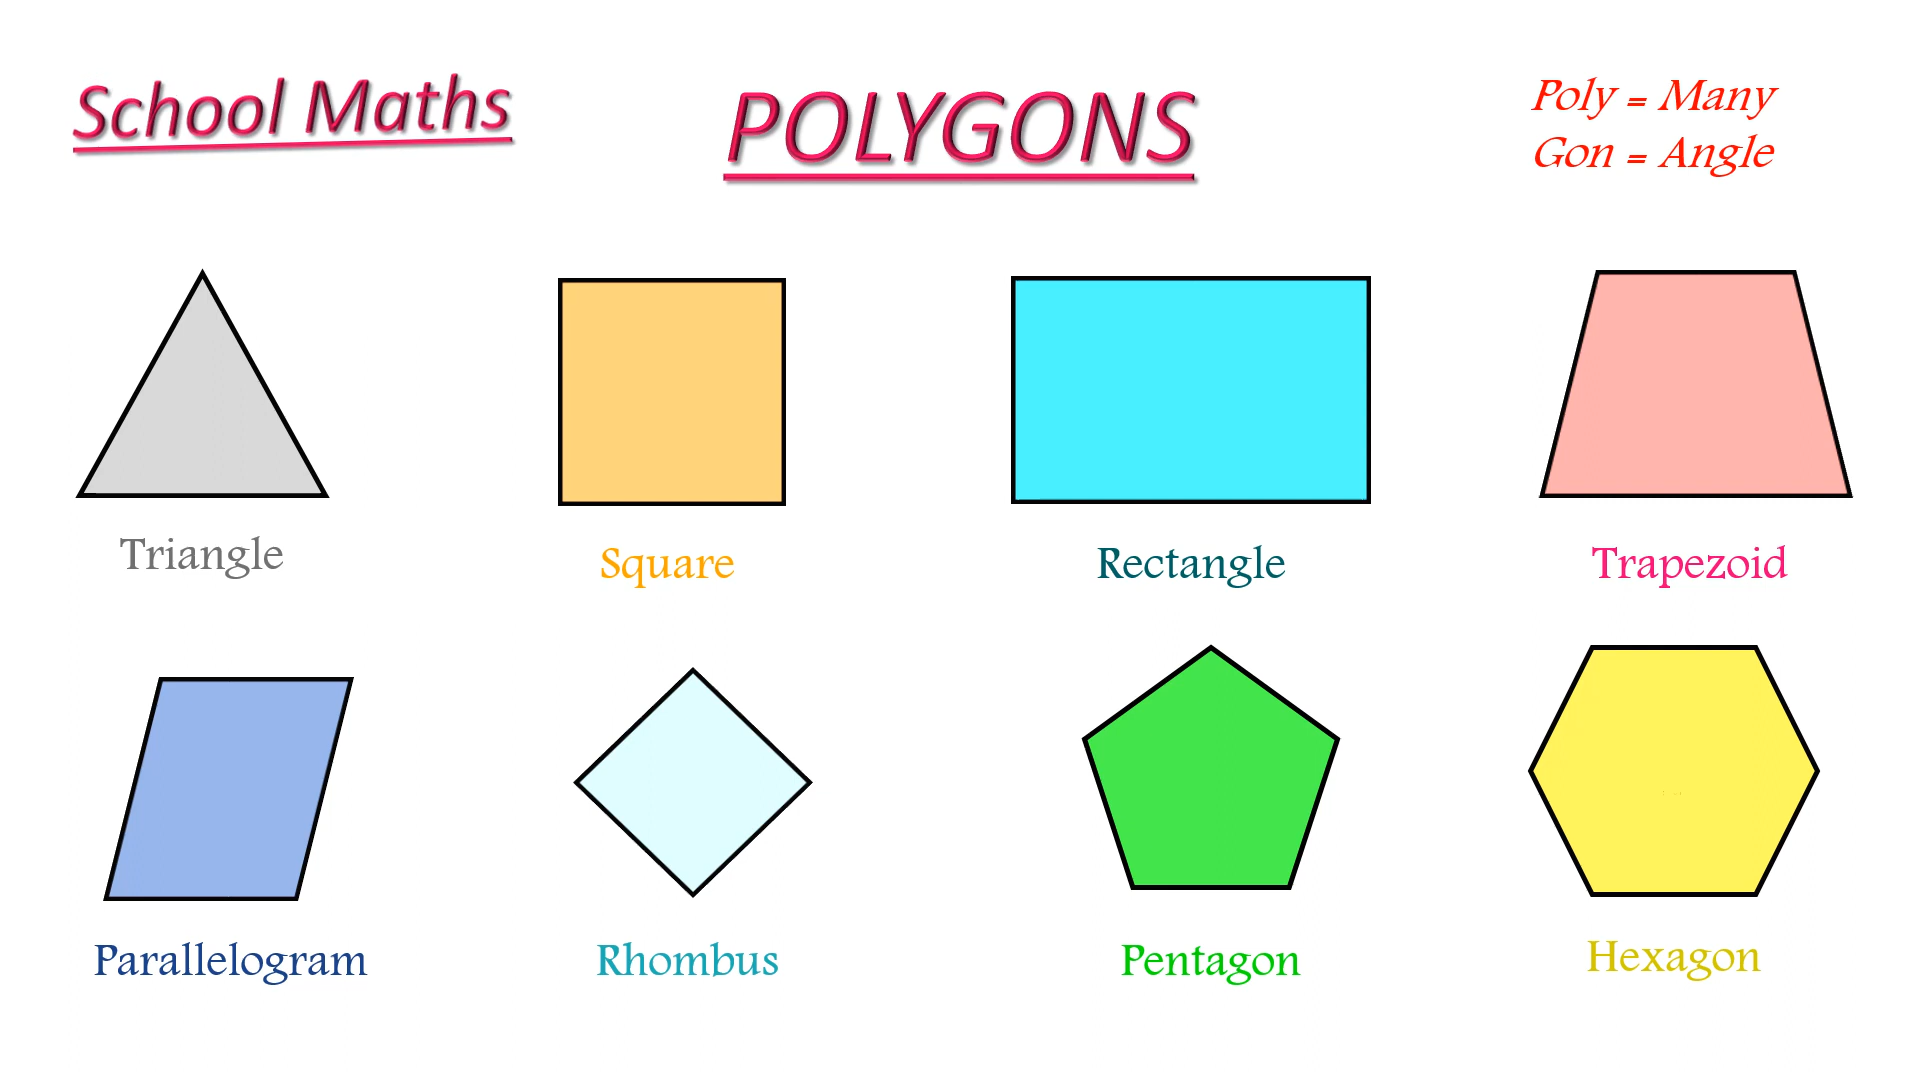 School Maths
POLYGONS
Poly = Many
Gon = Angle
Triangle
Square
Rectangle
Trapezoid
Parallelogram
Rhombus
Pentagon
Hexagon